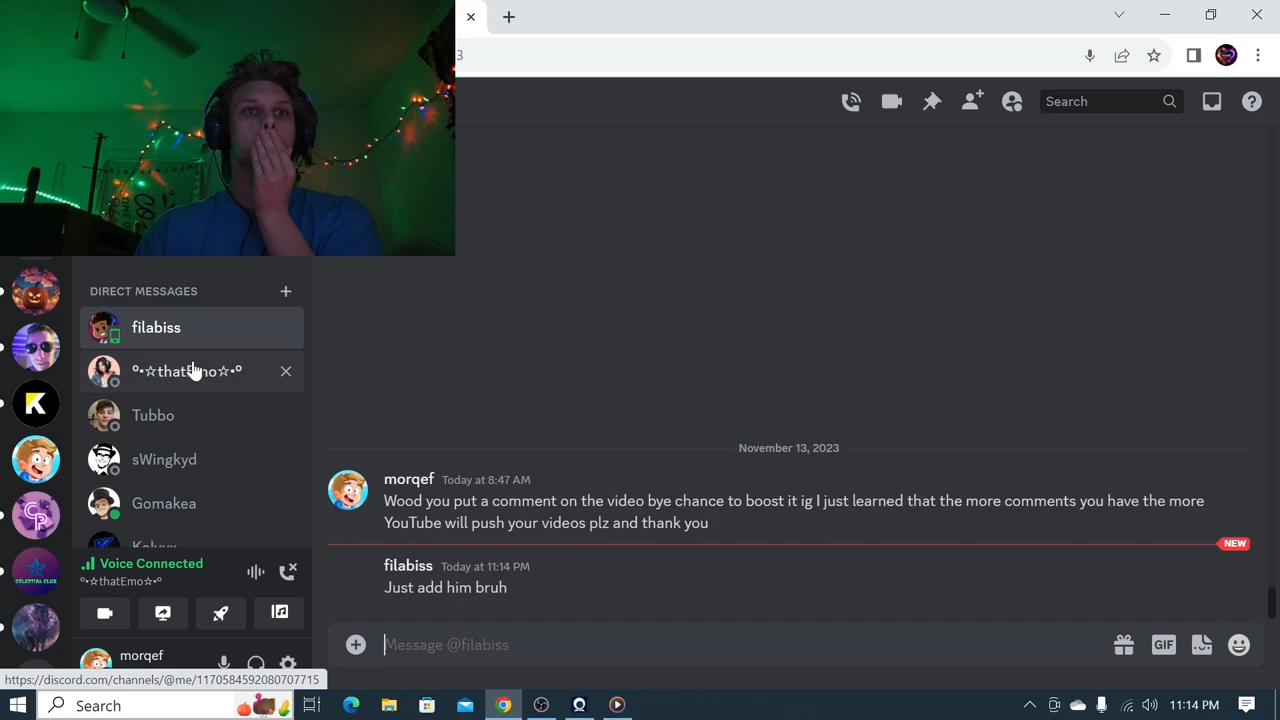 3
Search
DIRECT MESSAGES
filabiss
º•☆thatEmo☆•º
Tubbo
sWingkyd
Gomakea
Voice Connected
º•☆thatEmo☆•º
morqef
November 13, 2023
morqef Today at 8:47 AM
Wood you put a comment on the video bye chance to boost it ig I just learned that the more comments you have the more
YouTube will push your videos plz and thank you
NEW
filabiss Today at 11:14 PM
Just add him bruh
Message @filabiss
GIF
https://discord.com/channels/@me/1170584592080707715
Search
11:14 PM